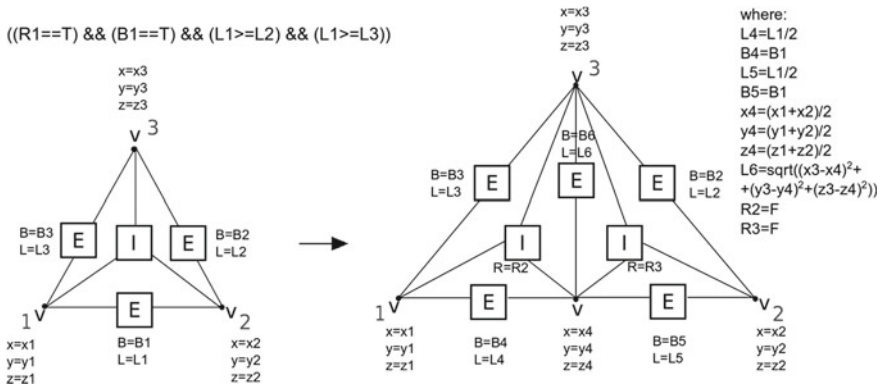 ((R1==T) && (B1==T) && (L1>=L2) && (L1>=L3))
x=x3
y=y3
z=z3
v 3
B=B3
L=L3
E
I
E
B=B2
L=L2
1 v
E
v 2
x=x1
y=y1
z=z1
B=B1
L=L1
x=x2
y=y2
z=z2
x=x3
y=y3
z=z3
v 3
B=B6
L=L6
B=B3
L=L3
E
E
E
B=B2
L=L2
I
I
R=R2
R=R3
1 v
E
v
E
v 2
x=x1
y=y1
z=z1
B=B4
L=L4
x=x4
y=y4
z=z4
B=B5
L=L5
x=x2
y=y2
z=z2
where:
L4=L1/2
B4=B1
L5=L1/2
B5=B1
x4=(x1+x2)/2
y4=(y1+y2)/2
z4=(z1+z2)/2
L6=sqrt((x3-x4)²+
+(y3-y4)²+(z3-z4)²))
R2=F
R3=F